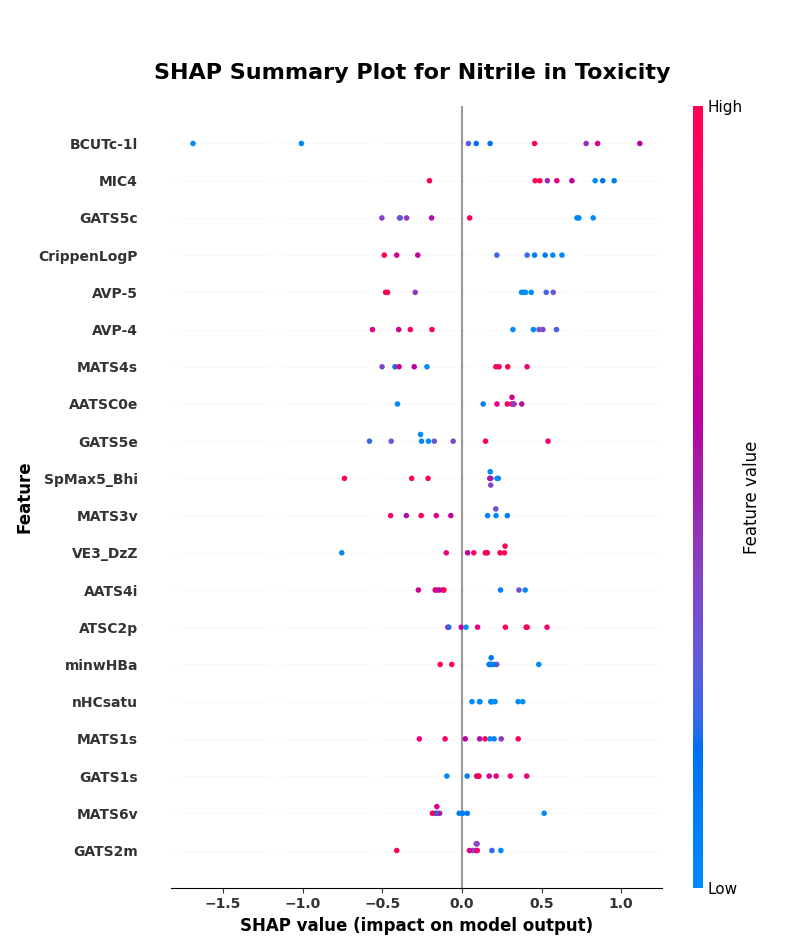 SHAP Summary Plot for Nitrile in Toxicity
High
BCUTc-1l
MIC4
GATS5c
CrippenLogP
AVP-5
AVP-4
MATS4s
AATSC0e
GATS5e
SpMax5_Bhi
MATS3v
VE3_DzZ
AATS4i
ATSC2p
minwHBa
nHCsatu
MATS1s
GATS1s
MATS6v
GATS2m
Feature
Feature value
Low
−1.5 −1.0 −0.5 0.0 0.5 1.0
SHAP value (impact on model output)